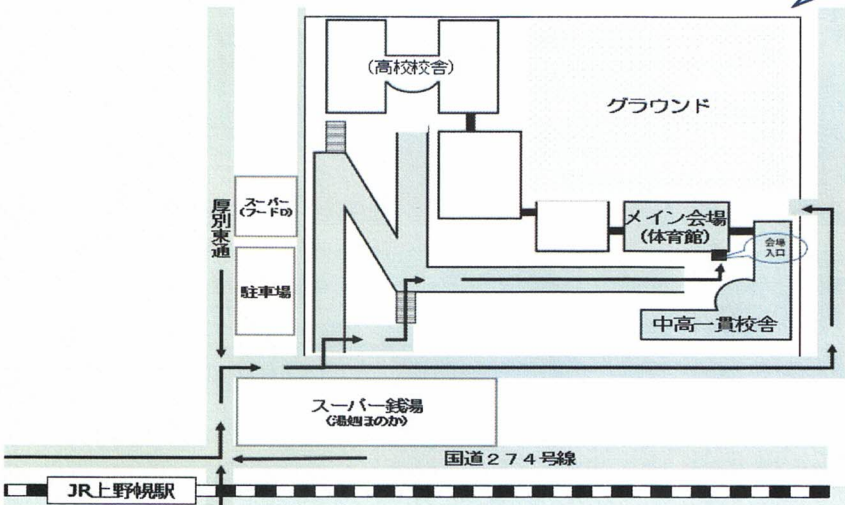 (高校校舎)
グラウンド
スーパー
(フードD)
厚別東通
メイン会場
(体育館)
会場
入口
駐車場
中高一貫校舎
スーパー銭湯
(湯処ほのか)
国道274号線
JR上野幌駅